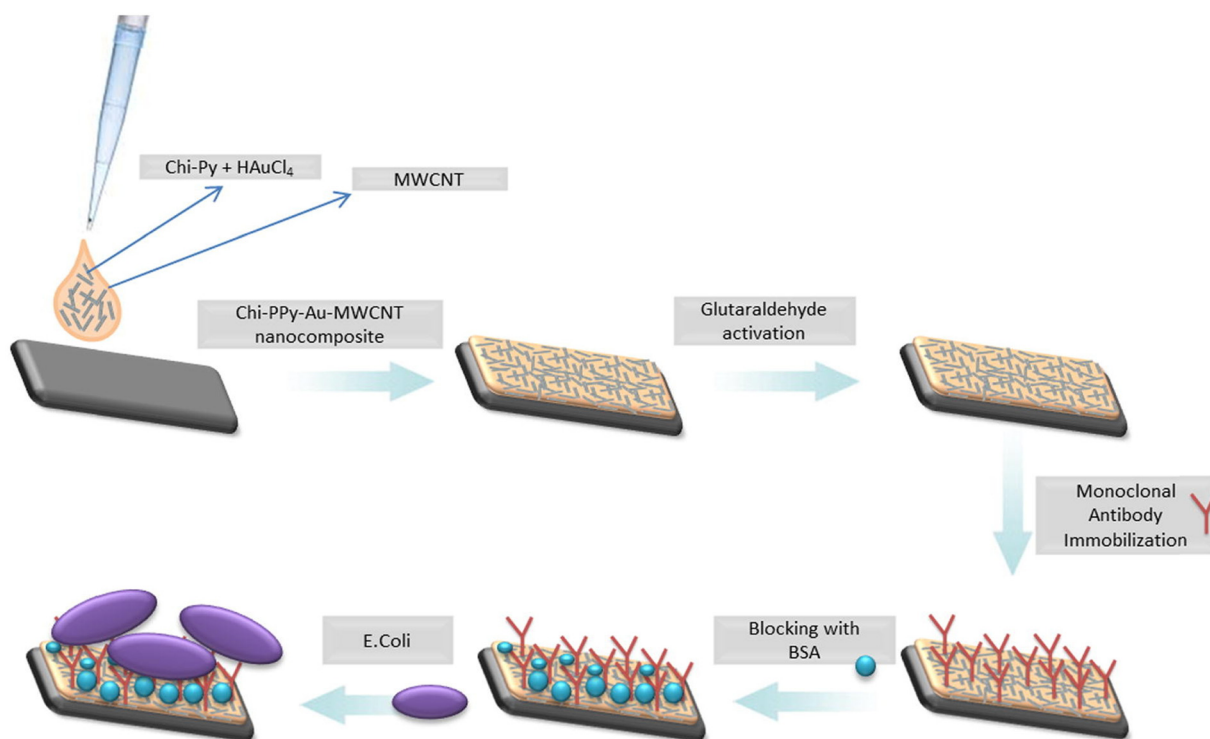 Chi-Py + HAuCl₄
MWCNT
Chi-PPy-Au-MWCNT
nanocomposite
Glutaraldehyde
activation
Monoclonal
Antibody
Immobilization
Blocking with
BSA
E.Coli